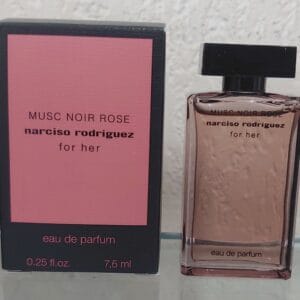 MUSC NOIR ROSE
narciso rodriguez
for her
eau de parfum
0.25 fl.oz. 7,5 ml
MUSC NOIR ROSE
narciso rodriguez
for her
eau de parfum